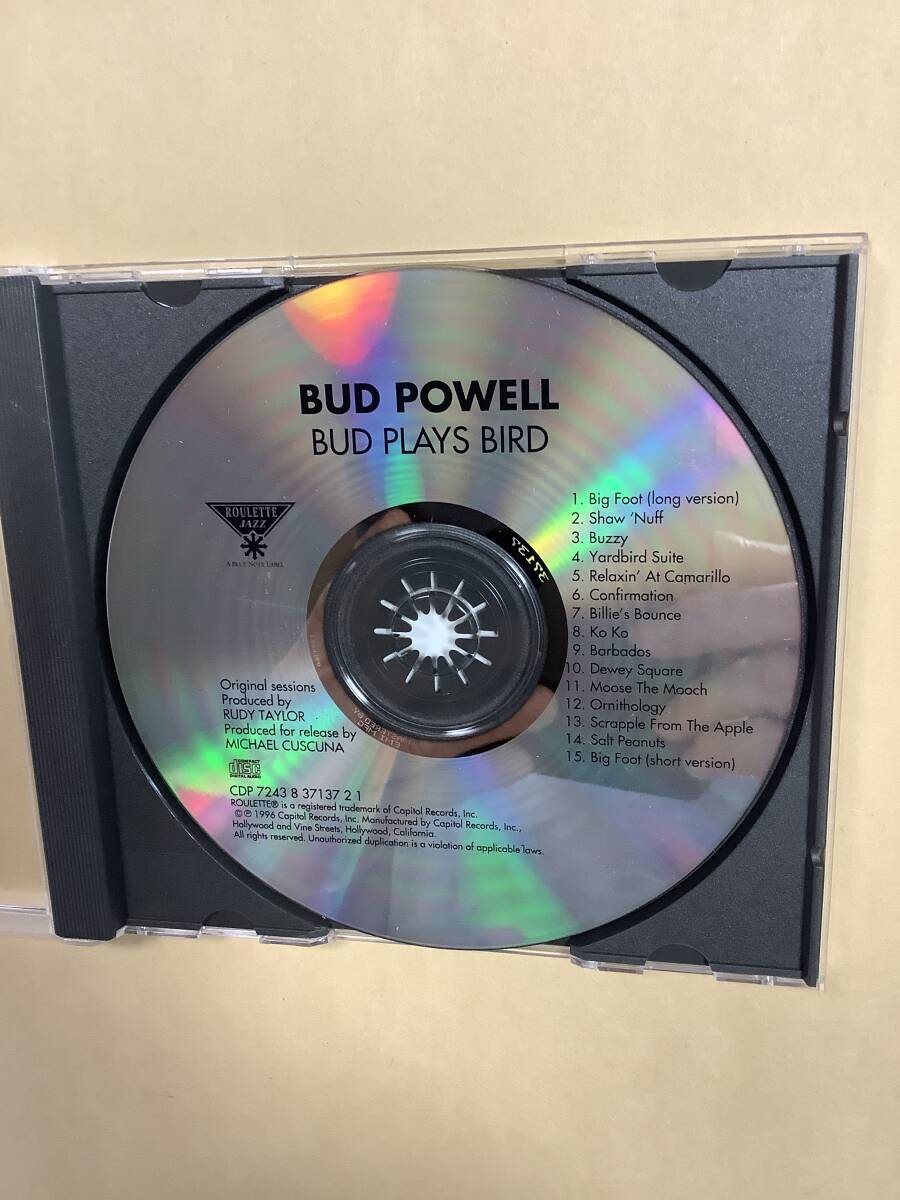 BUD POWELL
BUD PLAYS BIRD
ROULETTE
JAZZ
A BLUE NOTE LABEL
1. Big Foot (long version)
2. Shaw ‘Nuff
3. Buzzy
4. Yardbird Suite
5. Relaxin’ At Camarillo
6. Confirmation
7. Billie’s Bounce
8. Ko Ko
9. Barbados
10. Dewey Square
11. Moose The Mooch
12. Ornithology
13. Scrapple From The Apple
14. Salt Peanuts
15. Big Foot (short version)
Original sessions
Produced by
RUDY TAYLOR
Produced for release by
MICHAEL CUSCUNA
COMPACT
disc
DIGITAL AUDIO
CDP 7243 8 37137 2 1
ROULETTE® is a registered trademark of Capitol Records, Inc.
©℗ 1996 Capitol Records, Inc. Manufactured by Capitol Records, Inc.,
Hollywood and Vine Streets, Hollywood, California.
All rights reserved. Unauthorized duplication is a violation of applicable laws.